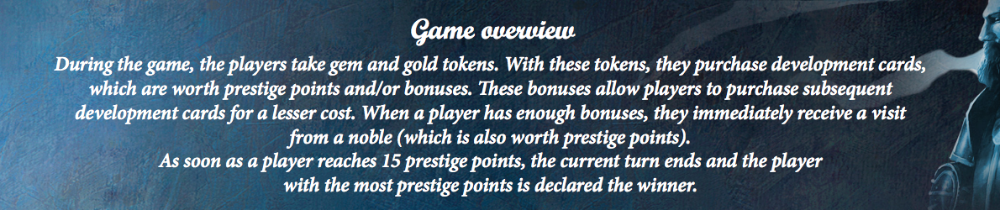 Game overview
During the game, the players take gem and gold tokens. With these tokens, they purchase development cards,
which are worth prestige points and/or bonuses. These bonuses allow players to purchase subsequent
development cards for a lesser cost. When a player has enough bonuses, they immediately receive a visit
from a noble (which is also worth prestige points).
As soon as a player reaches 15 prestige points, the current turn ends and the player
with the most prestige points is declared the winner.